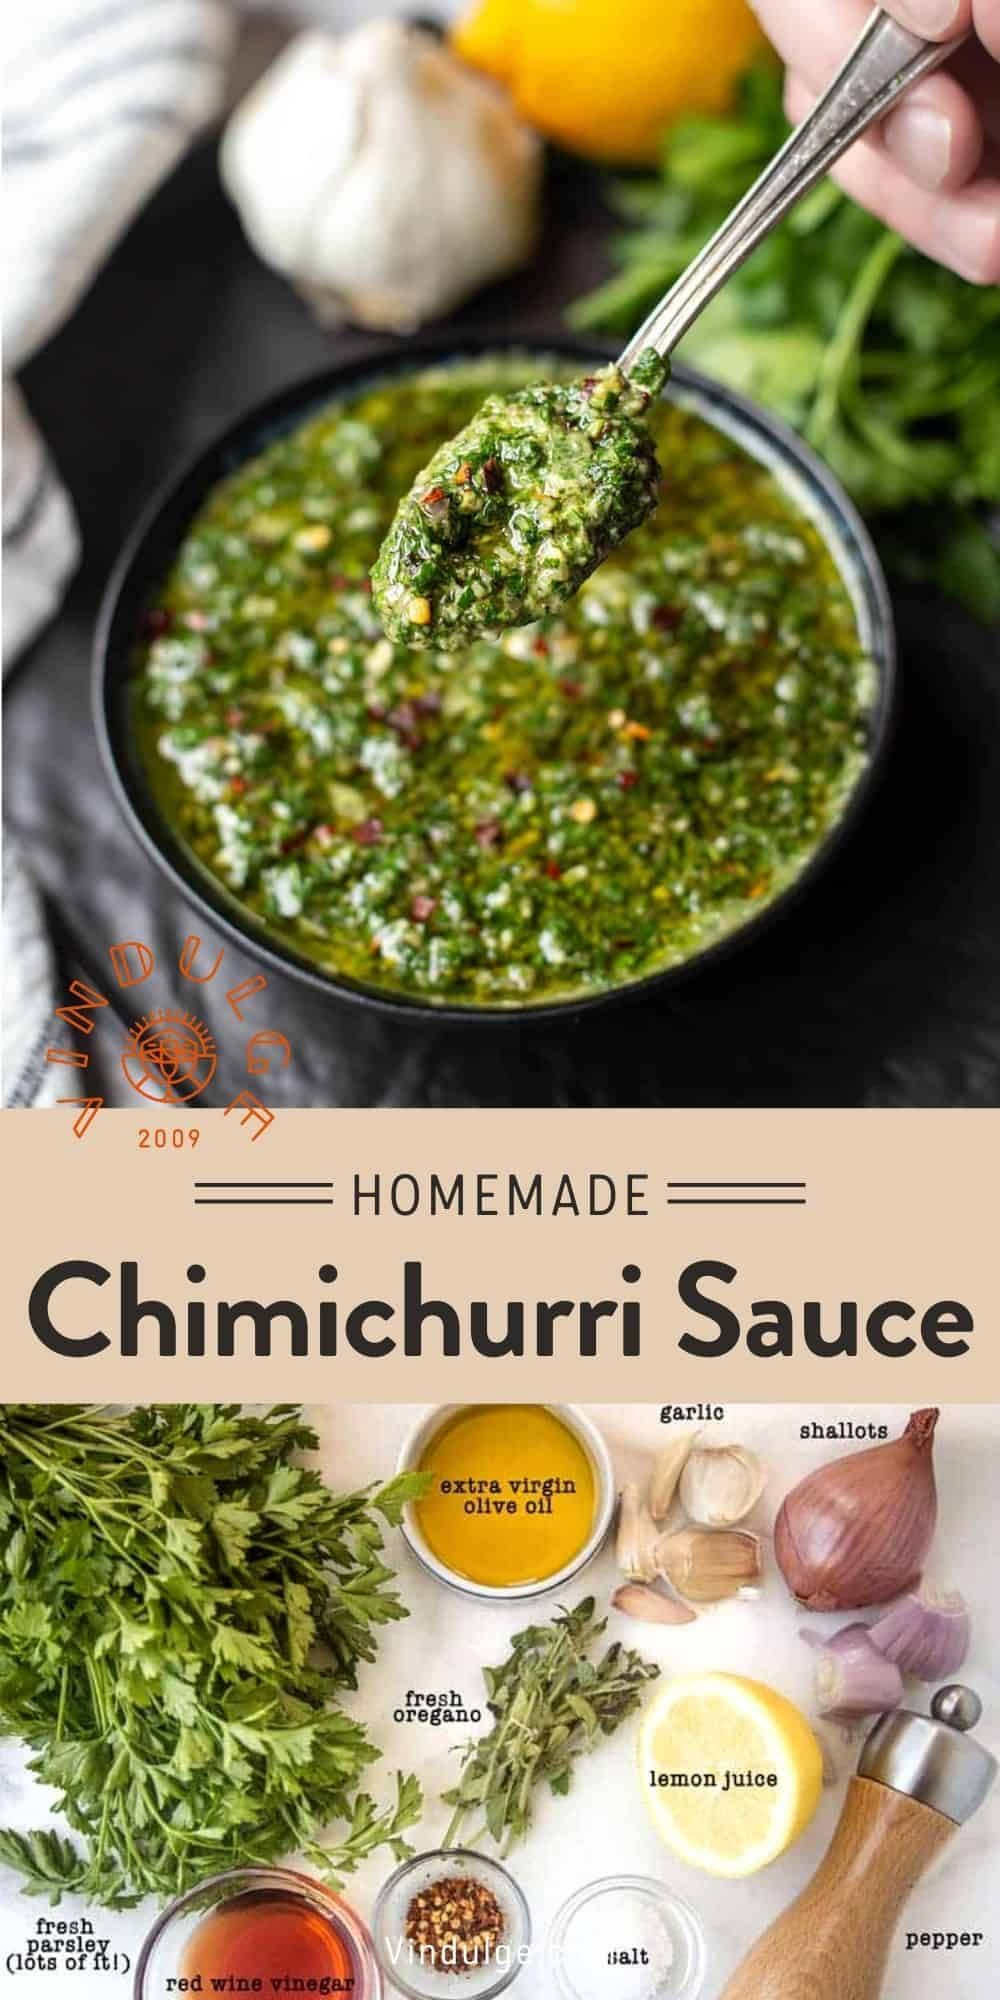 VINDULGE
2009
HOMEMADE
Chimichurri Sauce
garlic
shallots
extra virgin
olive oil
fresh
oregano
lemon juice
fresh
parsley
(lots of it!)
red wine vinegar
salt
pepper